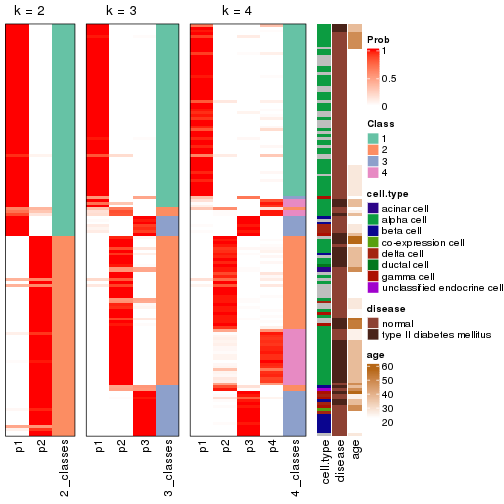 k = 2
k = 3
k = 4
p1
p2
2_classes
p1
p2
p3
3_classes
p1
p2
p3
p4
4_classes
cell.type
disease
age
Prob
1
0.5
0
Class
1
2
3
4
cell.type
acinar cell
alpha cell
beta cell
co-expression cell
delta cell
ductal cell
gamma cell
unclassified endocrine cell
disease
normal
type II diabetes mellitus
age
60
50
40
30
20